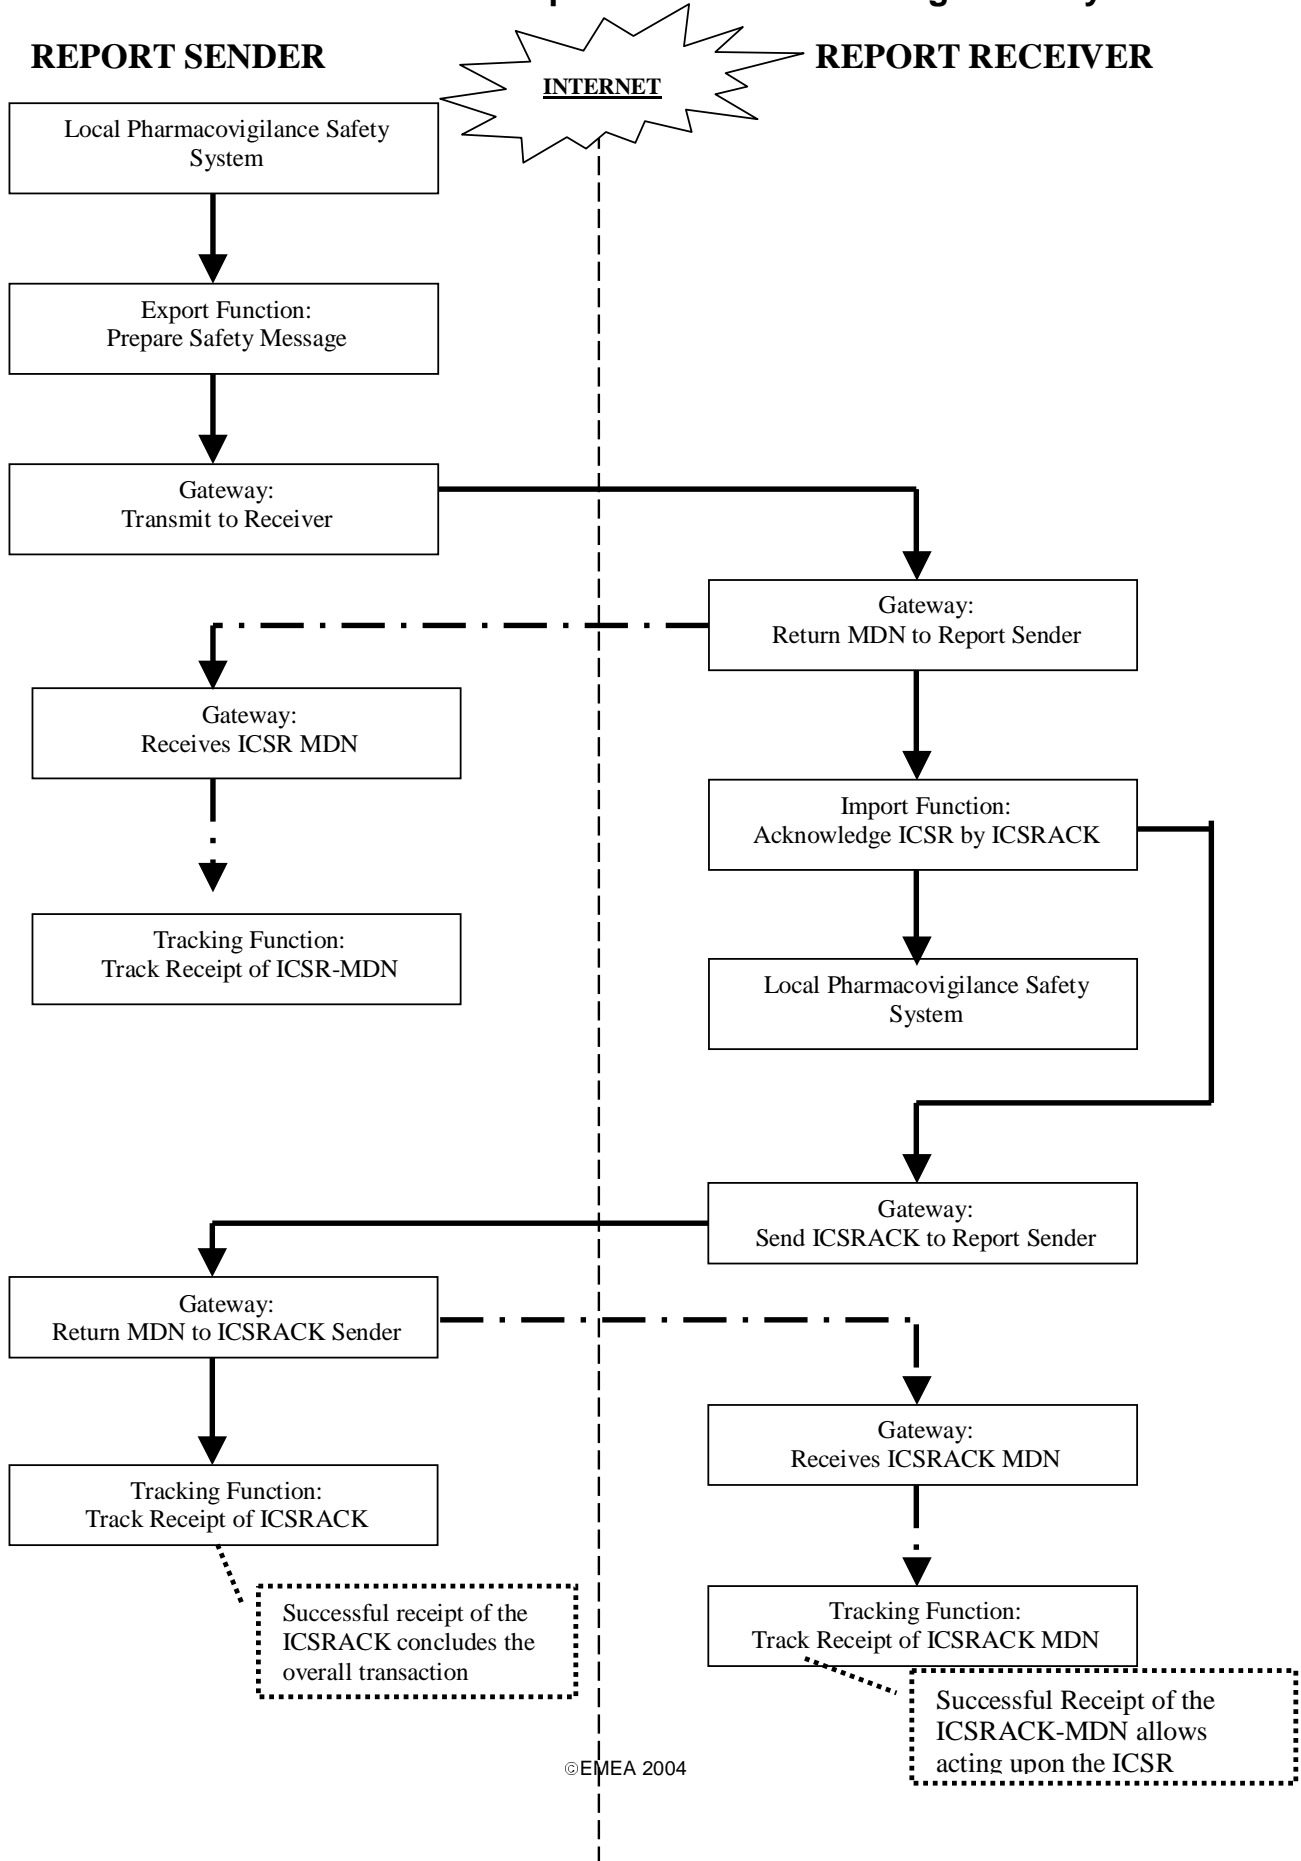 REPORT SENDER
INTERNET
REPORT RECEIVER
Local Pharmacovigilance Safety
System
Export Function:
Prepare Safety Message
Gateway:
Transmit to Receiver
Gateway:
Return MDN to Report Sender
Gateway:
Receives ICSR MDN
Import Function:
Acknowledge ICSR by ICSRACK
Tracking Function:
Track Receipt of ICSR-MDN
Local Pharmacovigilance Safety
System
Gateway:
Send ICSRACK to Report Sender
Gateway:
Return MDN to ICSRACK Sender
Gateway:
Receives ICSRACK MDN
Tracking Function:
Track Receipt of ICSRACK
Tracking Function:
Track Receipt of ICSRACK MDN
Successful receipt of the
ICSRACK concludes the
overall transaction
Successful Receipt of the
ICSRACK-MDN allows
acting upon the ICSR
©EMEA 2004